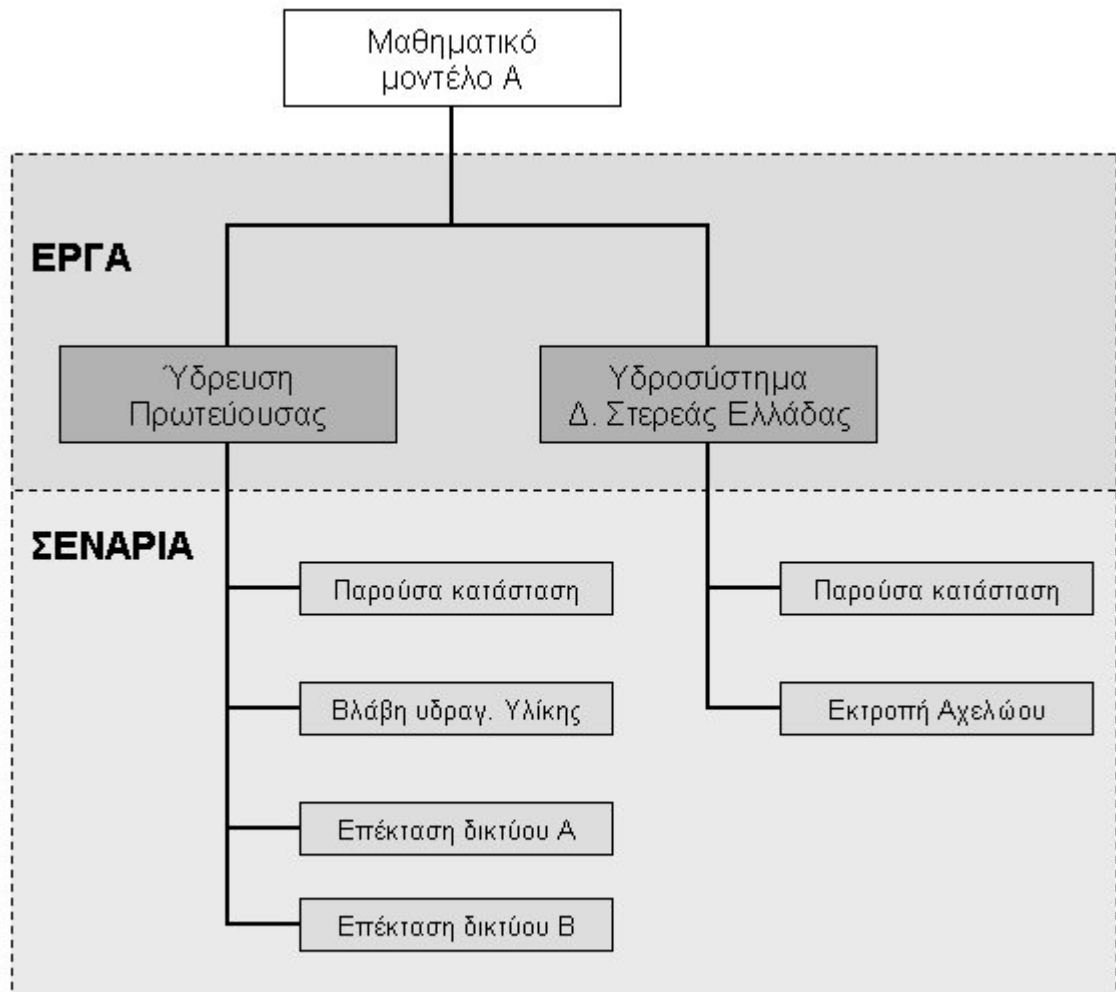 Μαθηματικό
μοντέλο Α
ΕΡΓΑ
Ύδρευση
Πρωτεύουσας
Υδροσύστημα
Δ. Στερεάς Ελλάδας
ΣΕΝΑΡΙΑ
Παρούσα κατάσταση
Βλάβη υδραγ. Υλίκης
Επέκταση δικτύου Α
Επέκταση δικτύου Β
Παρούσα κατάσταση
Εκτροπή Αχελώου